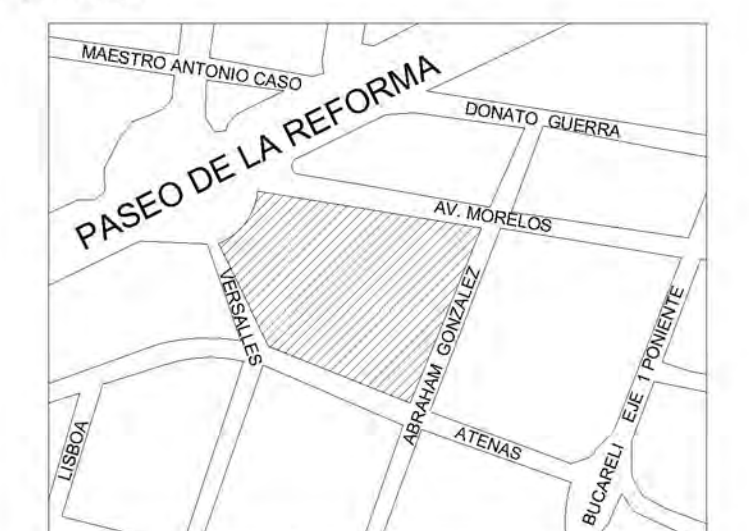 MAESTRO ANTONIO CASO
PASEO DE LA REFORMA
DONATO GUERRA
AV. MORELOS
VERSALLES
ABRAHAM GONZALEZ
EJE 1 PONIENTE
BUCARELI
ATENAS
LISBOA